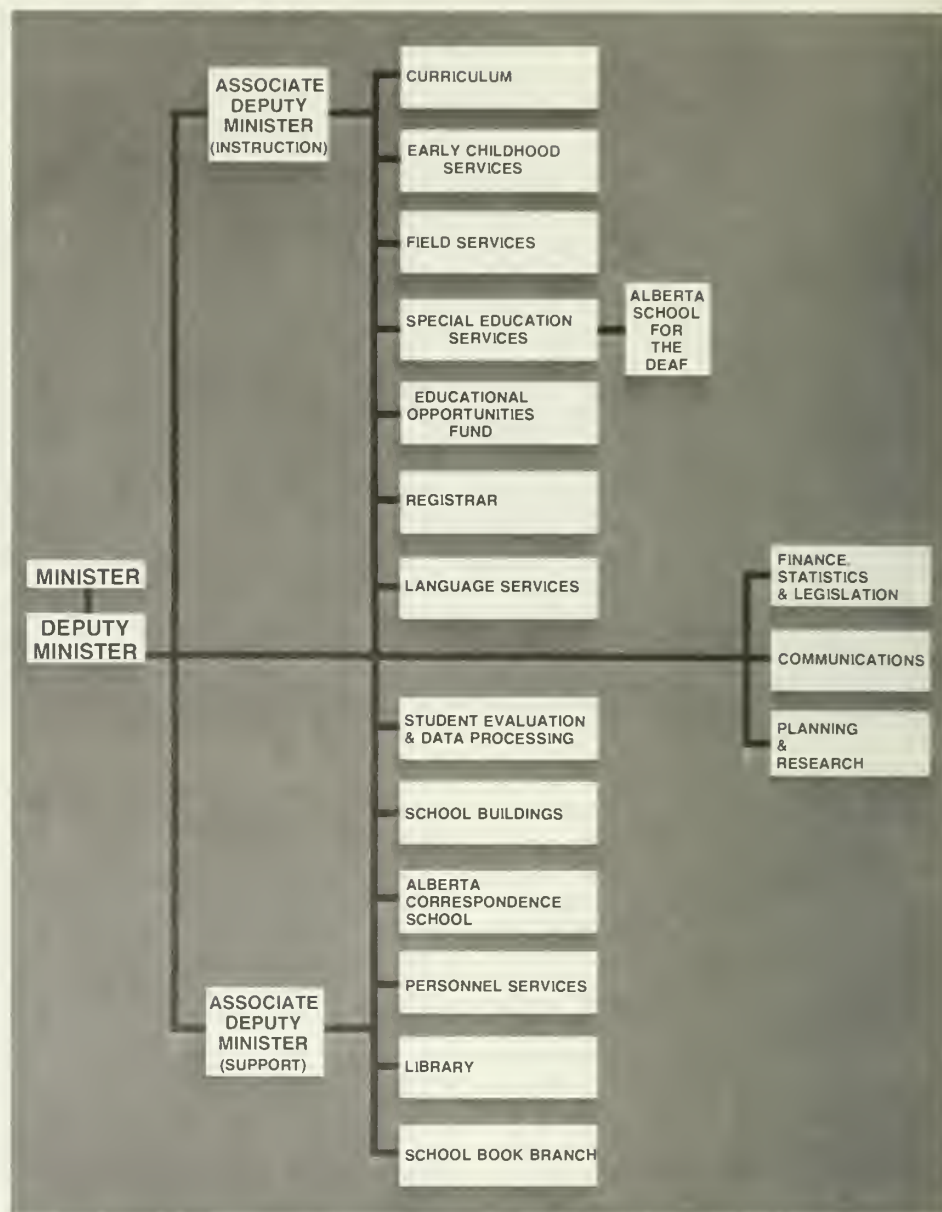 ASSOCIATE
DEPUTY
MINISTER
(INSTRUCTION)
CURRICULUM
EARLY CHILDHOOD
SERVICES
FIELD SERVICES
SPECIAL EDUCATION
SERVICES
ALBERTA
SCHOOL
FOR
THE
DEAF
EDUCATIONAL
OPPORTUNITIES
FUND
REGISTRAR
LANGUAGE SERVICES
MINISTER
DEPUTY
MINISTER
FINANCE,
STATISTICS
& LEGISLATION
COMMUNICATIONS
PLANNING
&
RESEARCH
STUDENT EVALUATION
& DATA PROCESSING
SCHOOL BUILDINGS
ALBERTA
CORRESPONDENCE
SCHOOL
PERSONNEL SERVICES
ASSOCIATE
DEPUTY
MINISTER
(SUPPORT)
LIBRARY
SCHOOL BOOK BRANCH